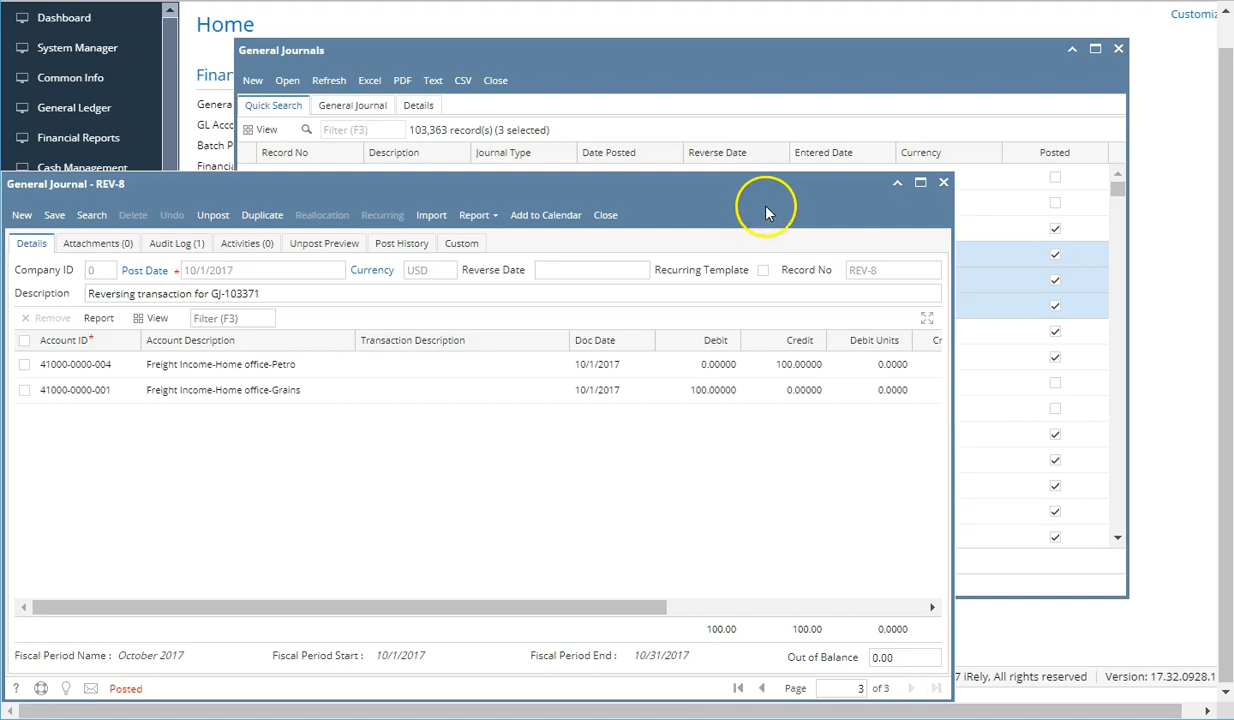 Dashboard
System Manager
Common Info
General Ledger
Financial Reports
Cash Management
Home
Customiz
Finan
Genera
GL Acco
Batch P
Financi
General Journals
New Open Refresh Excel PDF Text CSV Close
Quick Search General Journal Details
View Filter (F3) 103,363 record(s) (3 selected)
Record No Description Journal Type Date Posted Reverse Date Entered Date Currency Posted
General Journal - REV-8
New Save Search Delete Undo Unpost Duplicate Reallocation Recurring Import Report Add to Calendar Close
Details Attachments (0) Audit Log (1) Activities (0) Unpost Preview Post History Custom
Company ID 0 Post Date * 10/1/2017 Currency USD Reverse Date Recurring Template Record No REV-8
Description Reversing transaction for GJ-103371
Remove Report View Filter (F3)
Account ID* Account Description Transaction Description Doc Date Debit Credit Debit Units Cr
41000-0000-004 Freight Income-Home office-Petro 10/1/2017 0.00000 100.00000 0.0000
41000-0000-001 Freight Income-Home office-Grains 10/1/2017 100.00000 0.00000 0.0000
100.00 100.00 0.0000
Fiscal Period Name : October 2017 Fiscal Period Start : 10/1/2017 Fiscal Period End : 10/31/2017 Out of Balance 0.00
? Posted Page 3 of 3
7 iRely, All rights reserved Version: 17.32.0928.1